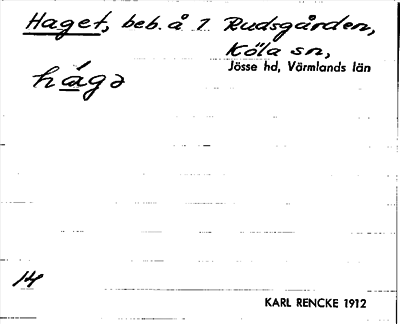 Haget, beb. å 1 Rudsgården,
Köla sn,
Jösse hd, Värmlands län
hágə
14
KARL RENCKE 1912